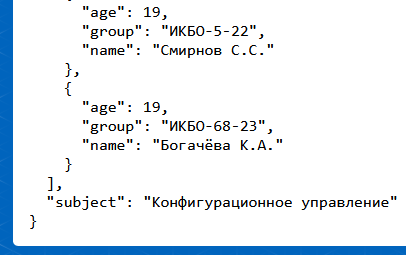 "age": 19,
"group": "ИКБО-5-22",
"name": "Смирнов С.С."
},
{
"age": 19,
"group": "ИКБО-68-23",
"name": "Богачёва К.А."
}
],
"subject": "Конфигурационное управление"
}